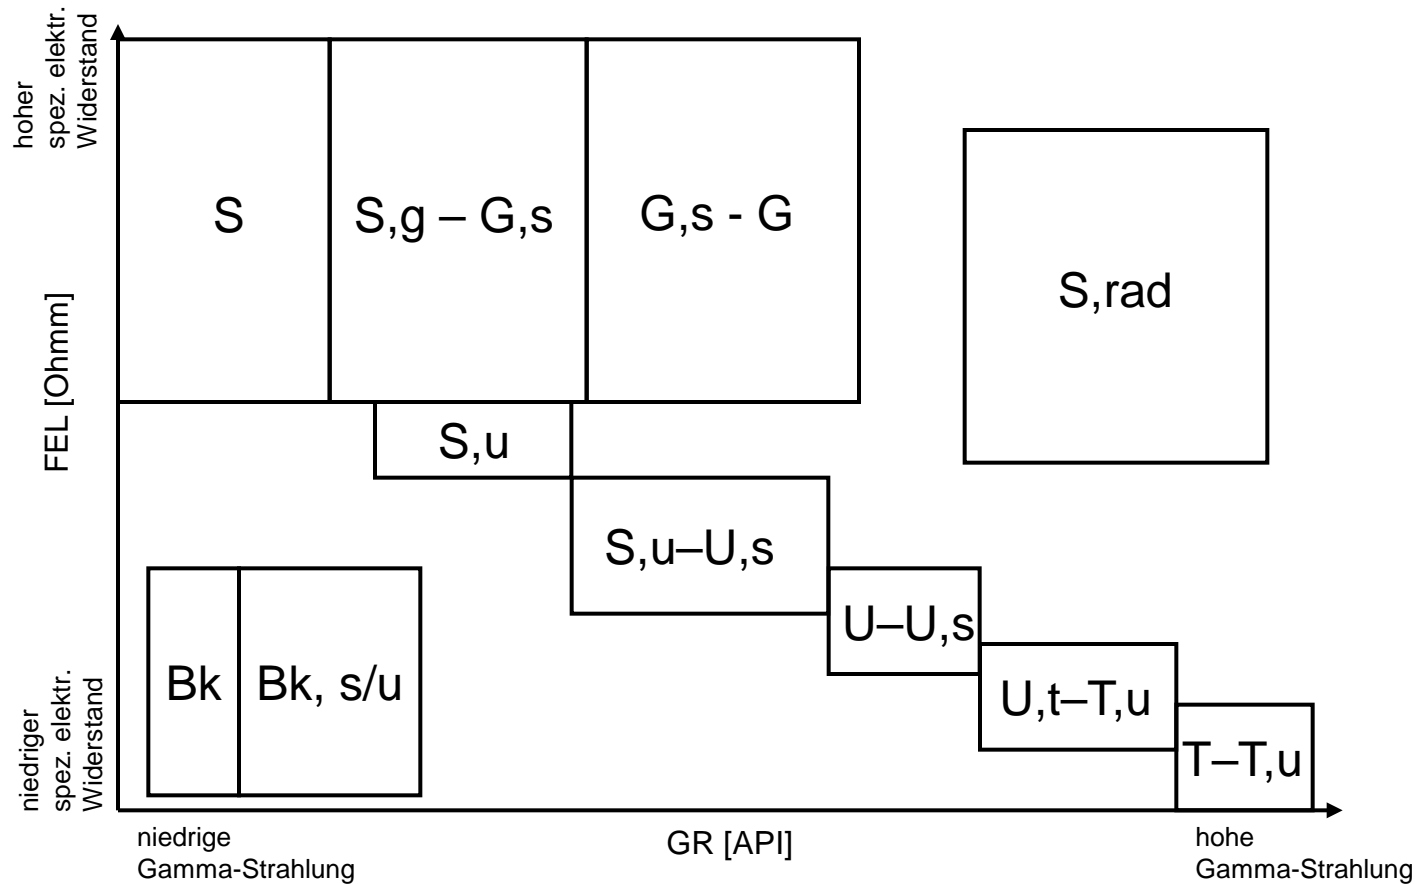 hoher
spez. elektr.
Widerstand
S
S,g – G,s
G,s - G
S,rad
FEL [Ohmm]
S,u
S,u–U,s
U–U,s
Bk
Bk, s/u
U,t–T,u
T–T,u
niedriger
spez. elektr.
Widerstand
niedrige
Gamma-Strahlung
GR [API]
hohe
Gamma-Strahlung